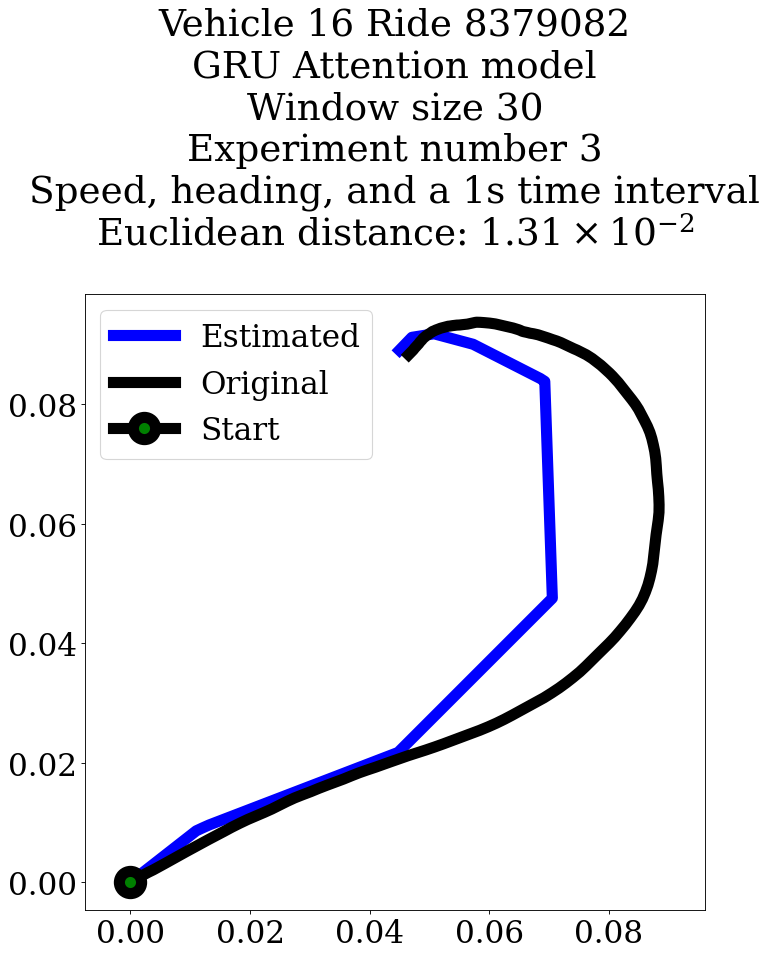 Vehicle 16 Ride 8379082
GRU Attention model
Window size 30
Experiment number 3
Speed, heading, and a 1s time interval
Euclidean distance: 1.31 × 10⁻²
Estimated
Original
Start
0.08
0.06
0.04
0.02
0.00
0.00 0.02 0.04 0.06 0.08